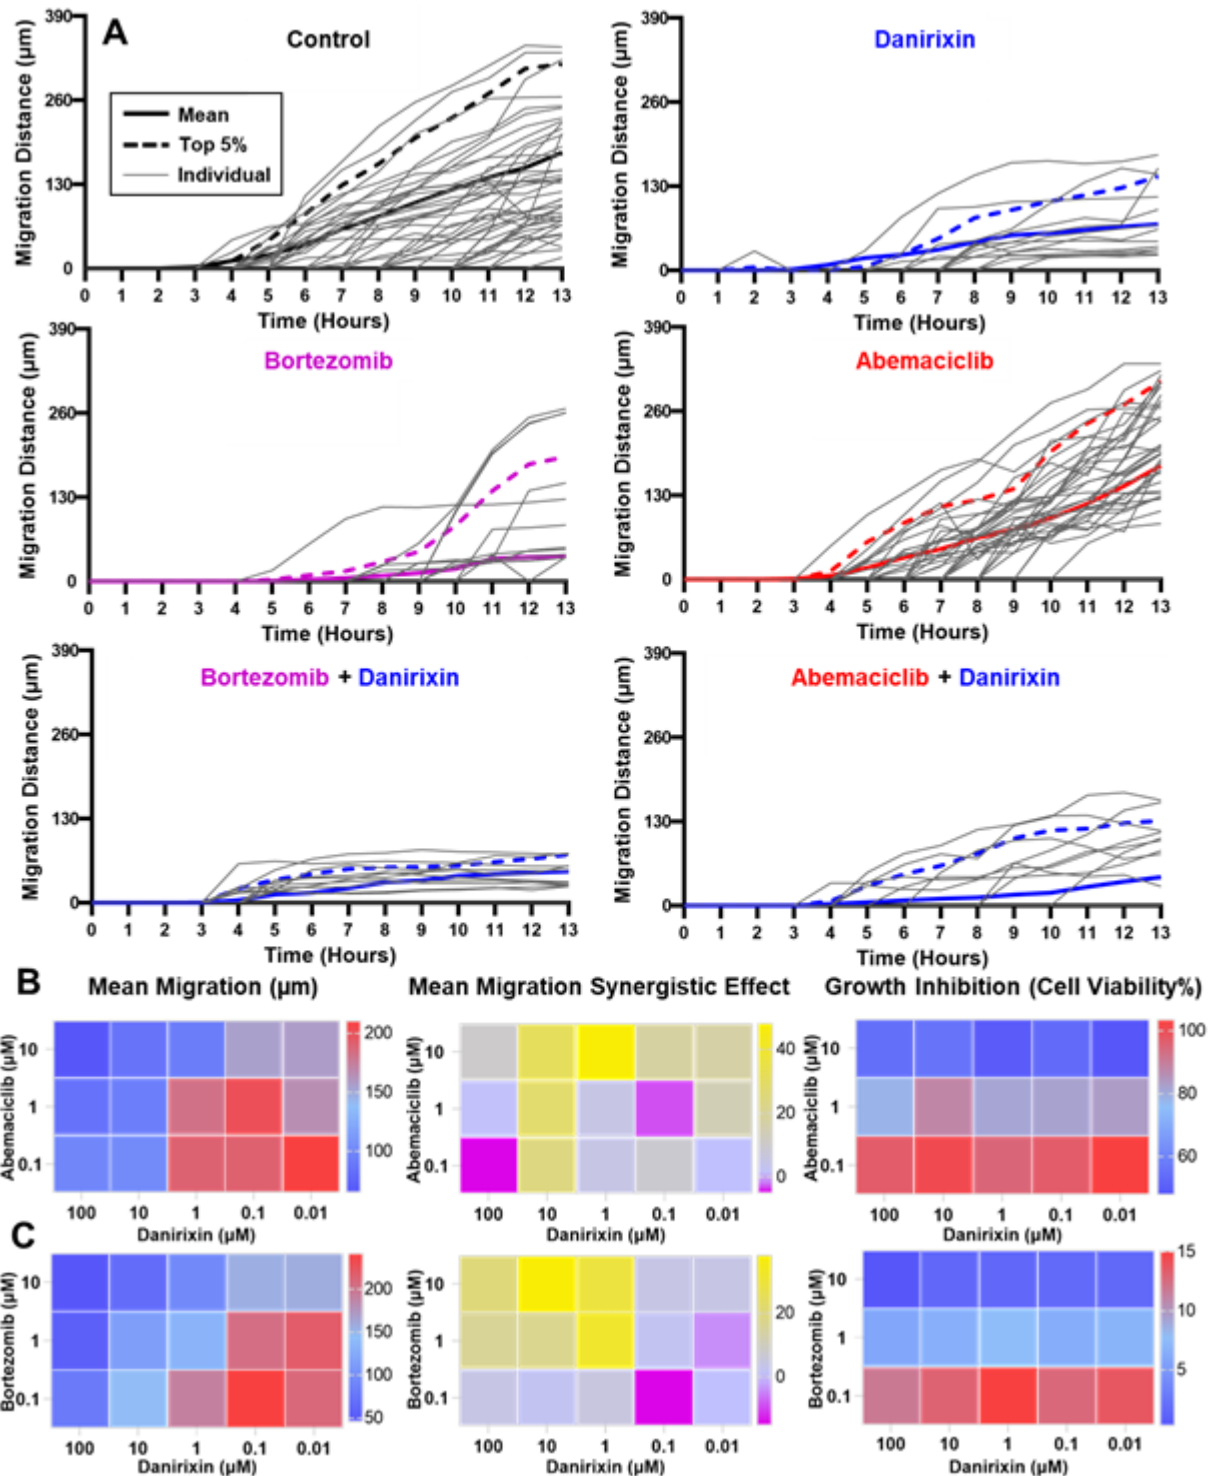 A
Control
Migration Distance (μm)
390
260
130
0
Mean
Top 5%
Individual
0 1 2 3 4 5 6 7 8 9 10 11 12 13
Time (Hours)
Danirixin
Migration Distance (μm)
390
260
130
0
0 1 2 3 4 5 6 7 8 9 10 11 12 13
Time (Hours)
Bortezomib
Migration Distance (μm)
390
260
130
0
0 1 2 3 4 5 6 7 8 9 10 11 12 13
Time (Hours)
Abemaciclib
Migration Distance (μm)
390
260
130
0
0 1 2 3 4 5 6 7 8 9 10 11 12 13
Time (Hours)
Bortezomib + Danirixin
Migration Distance (μm)
390
260
130
0
0 1 2 3 4 5 6 7 8 9 10 11 12 13
Time (Hours)
Abemaciclib + Danirixin
Migration Distance (μm)
390
260
130
0
0 1 2 3 4 5 6 7 8 9 10 11 12 13
Time (Hours)
B
Mean Migration (μm)
Abemaciclib (μM)
10
1
0.1
100 10 1 0.1 0.01
Danirixin (μM)
200
150
100
Mean Migration Synergistic Effect
Abemaciclib (μM)
10
1
0.1
100 10 1 0.1 0.01
Danirixin (μM)
40
20
0
Growth Inhibition (Cell Viability%)
Abemaciclib (μM)
10
1
0.1
100 10 1 0.1 0.01
Danirixin (μM)
100
80
60
C
Bortezomib (μM)
10
1
0.1
100 10 1 0.1 0.01
Danirixin (μM)
200
150
100
50
Bortezomib (μM)
10
1
0.1
100 10 1 0.1 0.01
Danirixin (μM)
20
0
Bortezomib (μM)
10
1
0.1
100 10 1 0.1 0.01
Danirixin (μM)
15
10
5